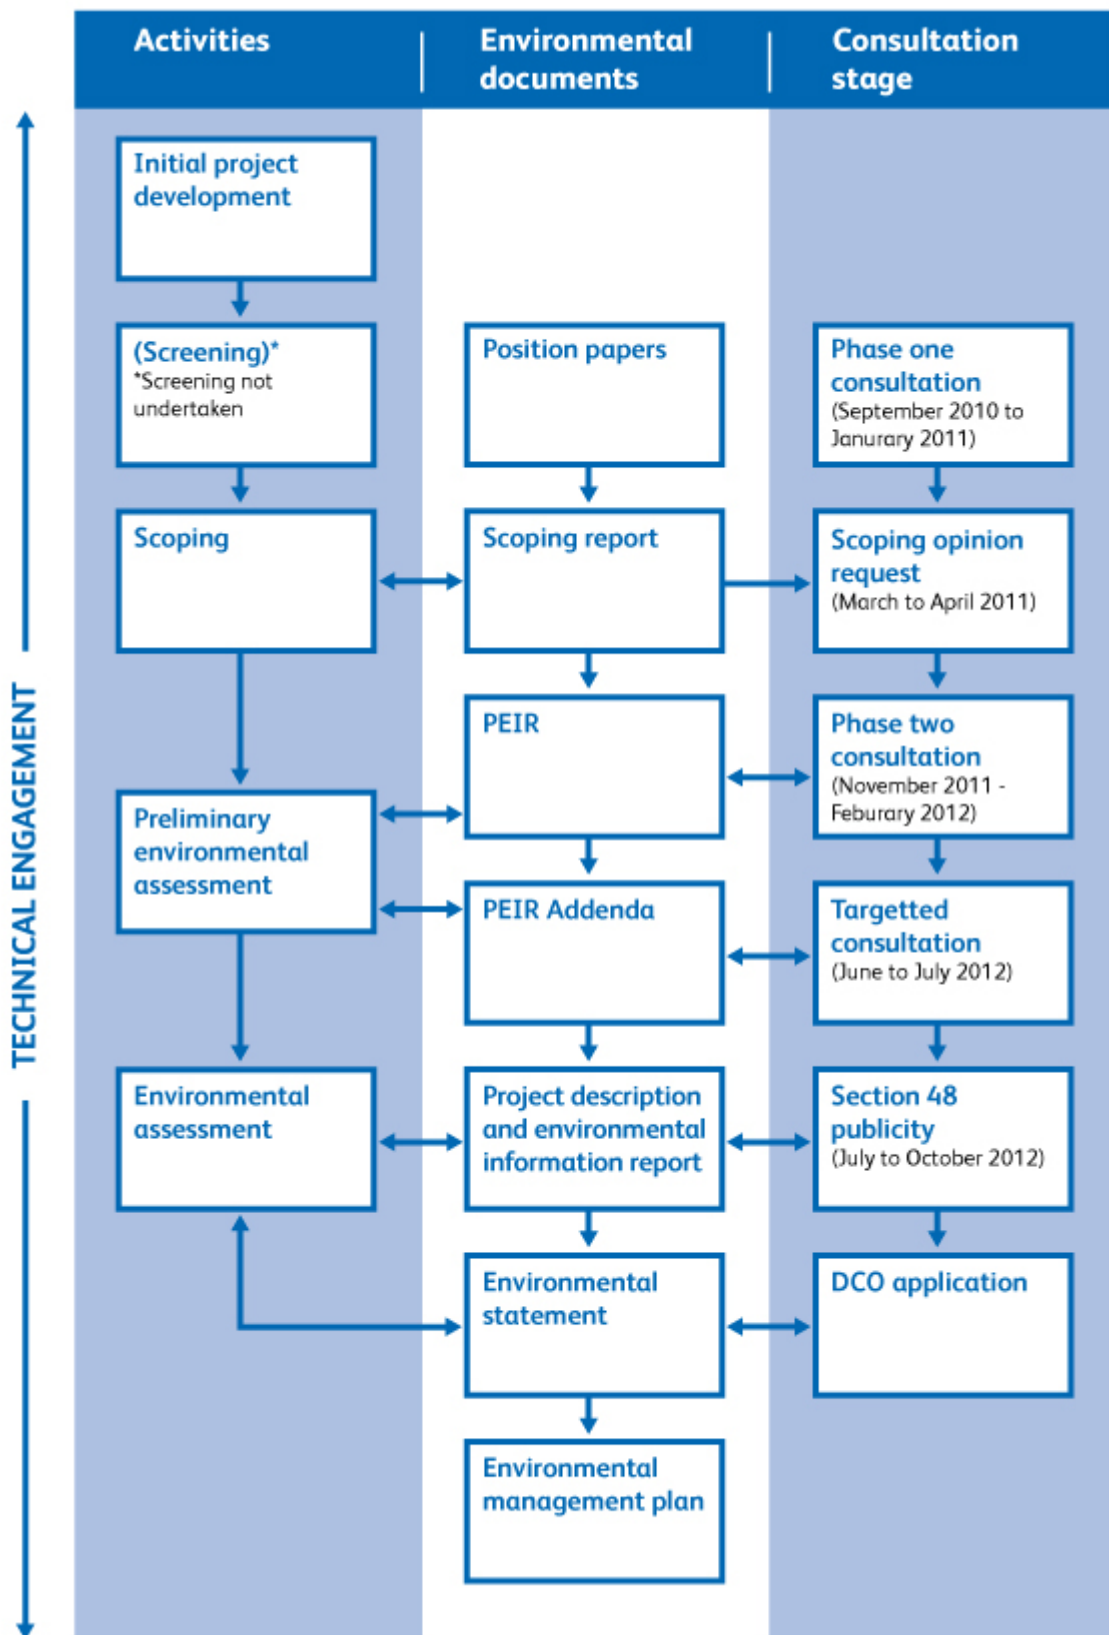 Activities
Environmental
documents
Consultation
stage
TECHNICAL ENGAGEMENT
Initial project
development
(Screening)*
*Screening not
undertaken
Position papers
Phase one
consultation
(September 2010 to
Janurary 2011)
Scoping
Scoping report
Scoping opinion
request
(March to April 2011)
PEIR
Phase two
consultation
(November 2011 -
Feburary 2012)
Preliminary
environmental
assessment
PEIR Addenda
Targetted
consultation
(June to July 2012)
Environmental
assessment
Project description
and environmental
information report
Section 48
publicity
(July to October 2012)
Environmental
statement
DCO application
Environmental
management plan